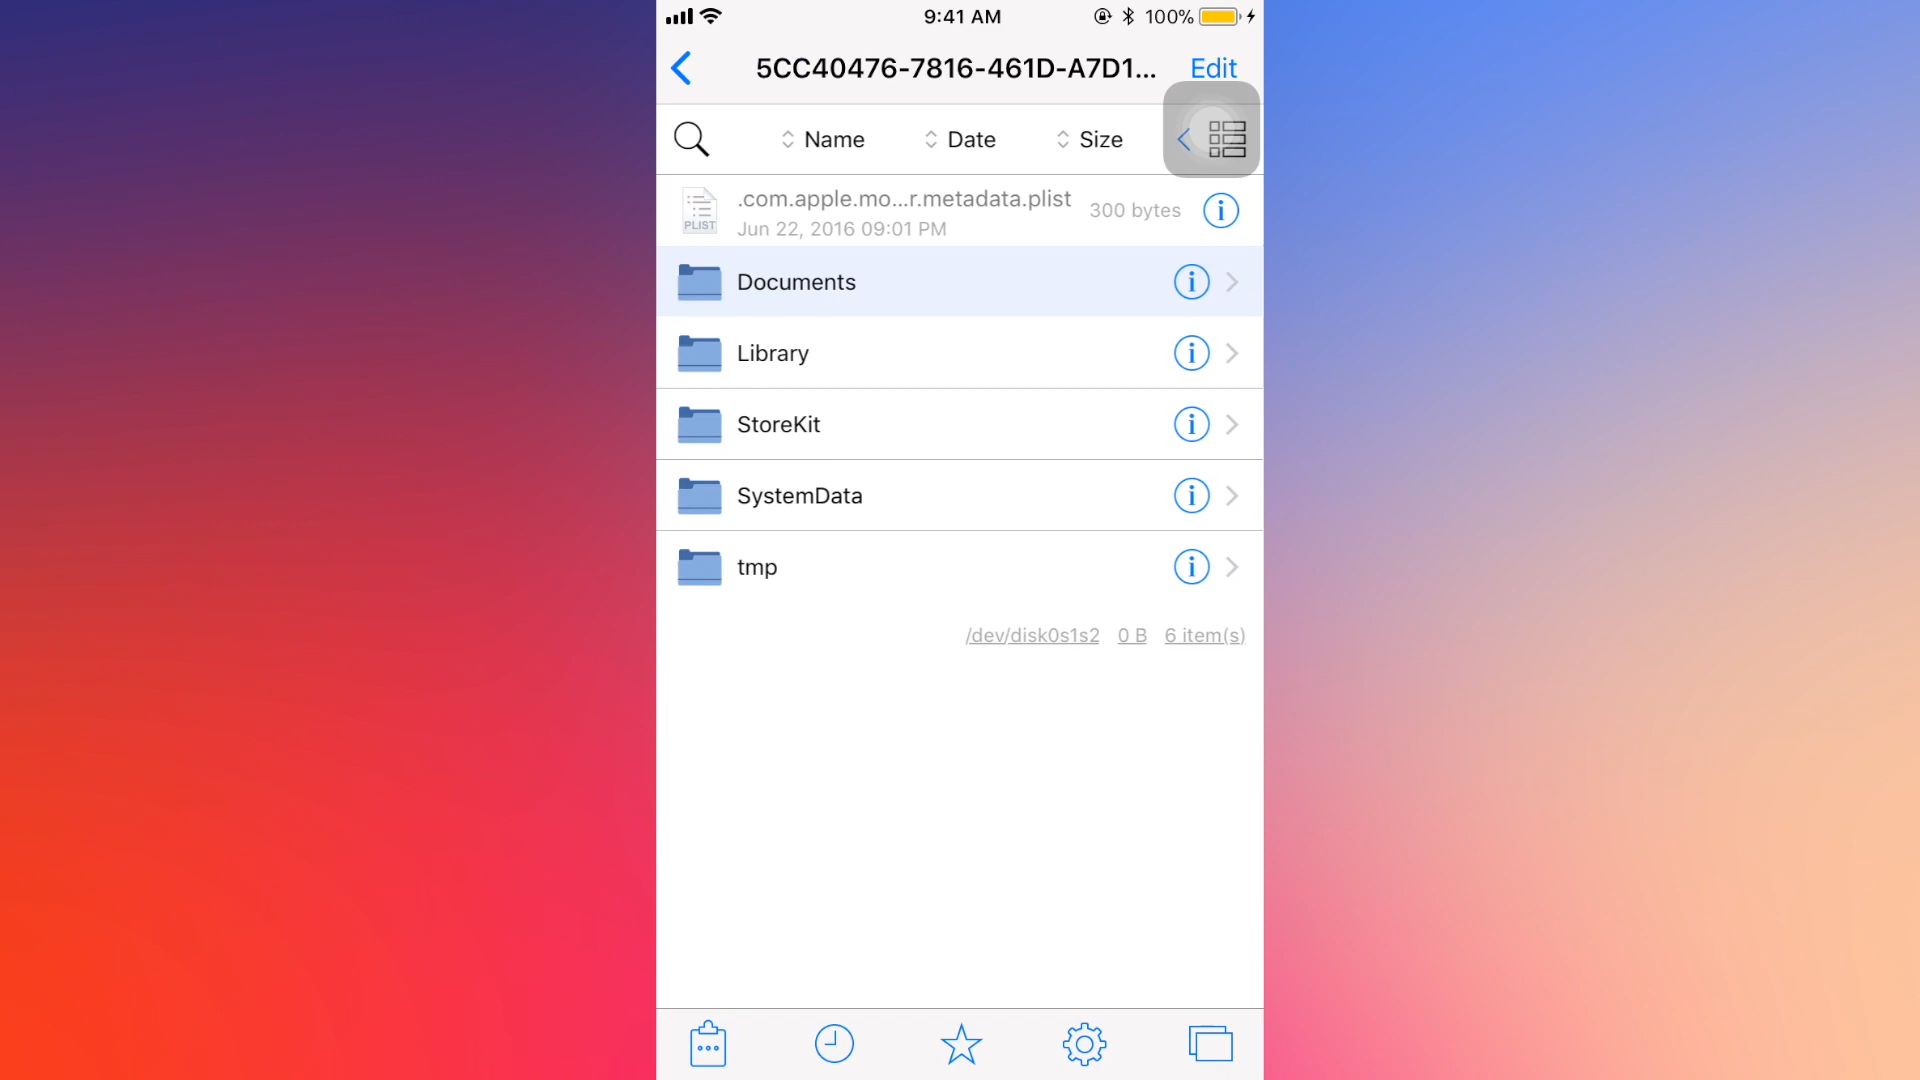 9:41 AM 100%
5CC40476-7816-461D-A7D1... Edit
Name Date Size
.com.apple.mo...r.metadata.plist 300 bytes
PLIST
Jun 22, 2016 09:01 PM
Documents
Library
StoreKit
SystemData
tmp
/dev/disk0s1s2 0 B 6 item(s)